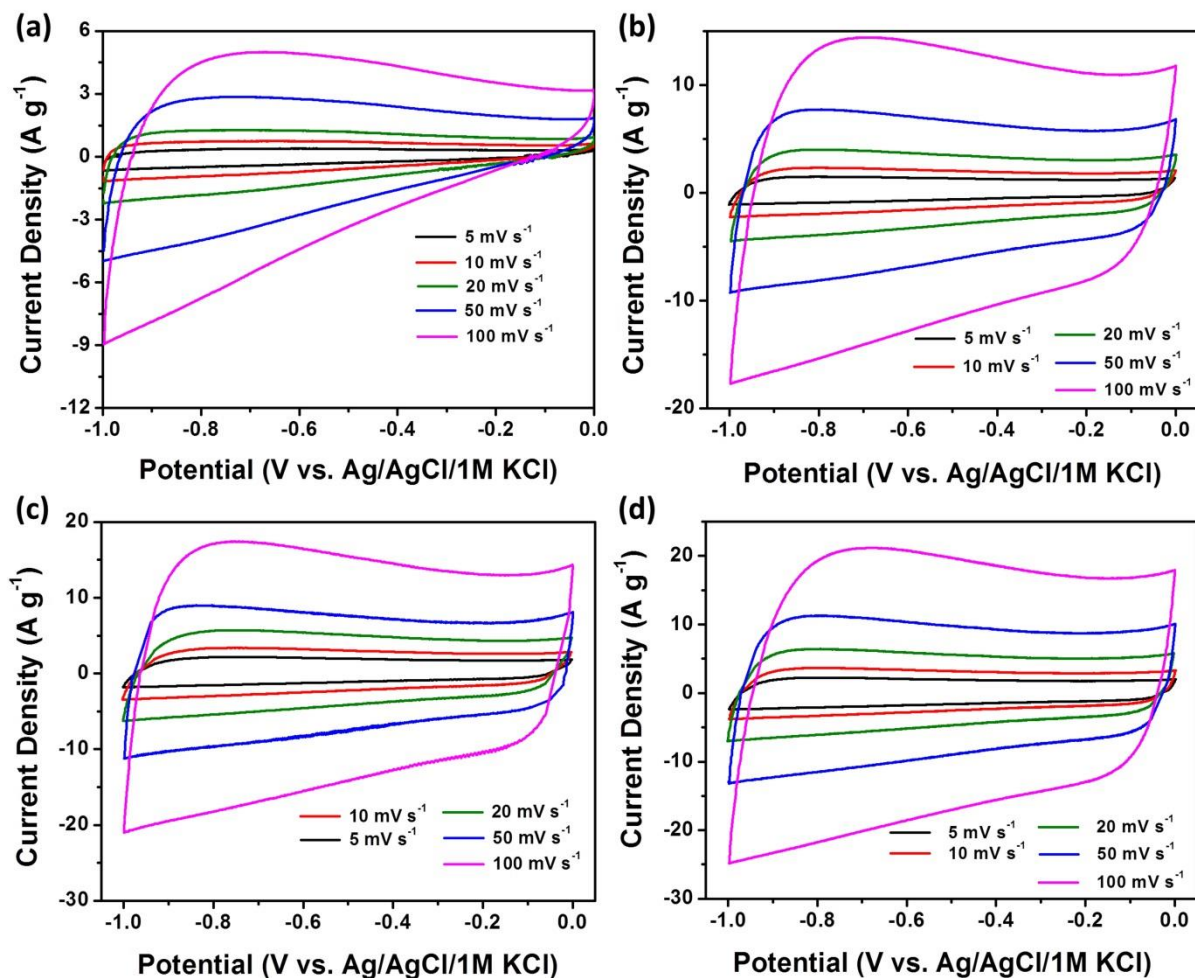 (a)
Current Density (A g⁻¹)
6
3
0
-3
-6
-9
-12
5 mV s⁻¹
10 mV s⁻¹
20 mV s⁻¹
50 mV s⁻¹
100 mV s⁻¹
-1.0 -0.8 -0.6 -0.4 -0.2 0.0
Potential (V vs. Ag/AgCl/1M KCl)
(b)
Current Density (A g⁻¹)
10
0
-10
-20
5 mV s⁻¹ 20 mV s⁻¹
10 mV s⁻¹ 50 mV s⁻¹
100 mV s⁻¹
-1.0 -0.8 -0.6 -0.4 -0.2 0.0
Potential (V vs. Ag/AgCl/1M KCl)
(c)
Current Density (A g⁻¹)
20
10
0
-10
-20
-30
10 mV s⁻¹ 20 mV s⁻¹
5 mV s⁻¹ 50 mV s⁻¹
100 mV s⁻¹
-1.0 -0.8 -0.6 -0.4 -0.2 0.0
Potential (V vs. Ag/AgCl/1M KCl)
(d)
Current Density (A g⁻¹)
20
10
0
-10
-20
-30
5 mV s⁻¹ 20 mV s⁻¹
10 mV s⁻¹ 50 mV s⁻¹
100 mV s⁻¹
-1.0 -0.8 -0.6 -0.4 -0.2 0.0
Potential (V vs. Ag/AgCl/1M KCl)